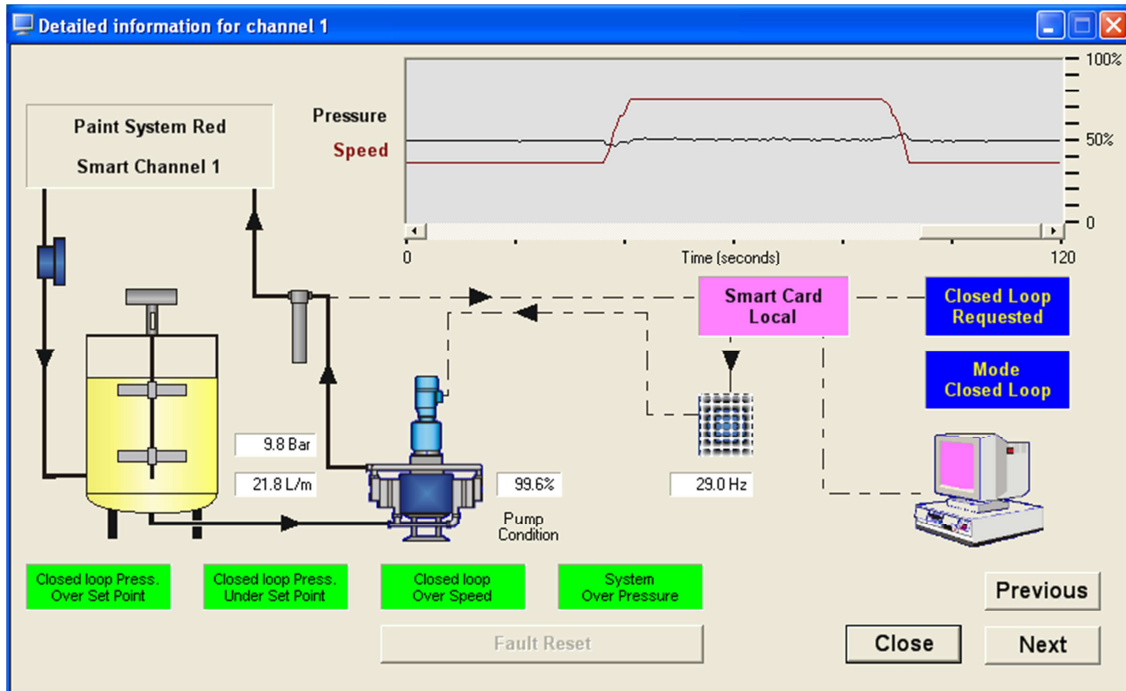 Detailed information for channel 1
Paint System Red
Smart Channel 1
Pressure
Speed
100%
50%
0
0
Time (seconds)
120
Smart Card
Local
Closed Loop
Requested
Mode
Closed Loop
9.8 Bar
21.8 L/m
99.6%
Pump
Condition
29.0 Hz
Closed loop Press.
Over Set Point
Closed loop Press.
Under Set Point
Closed loop
Over Speed
System
Over Pressure
Previous
Fault Reset
Close
Next